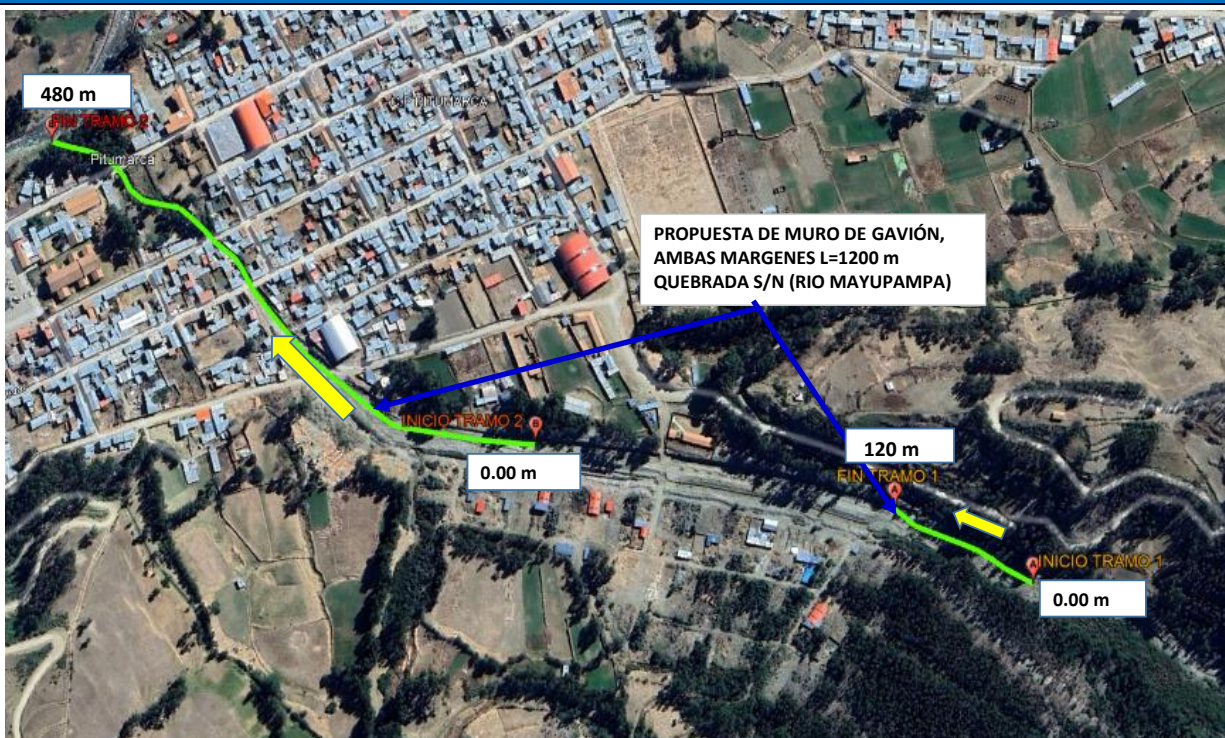 480 m
FIN TRAMO 2
C.P PITUMARCA
Pitumarca
PROPUESTA DE MURO DE GAVIÓN,
AMBAS MARGENES L=1200 m
QUEBRADA S/N (RIO MAYUPAMPA)
INICIO TRAMO 2
B
0.00 m
120 m
FIN TRAMO 1
A
INICIO TRAMO 1
A
0.00 m